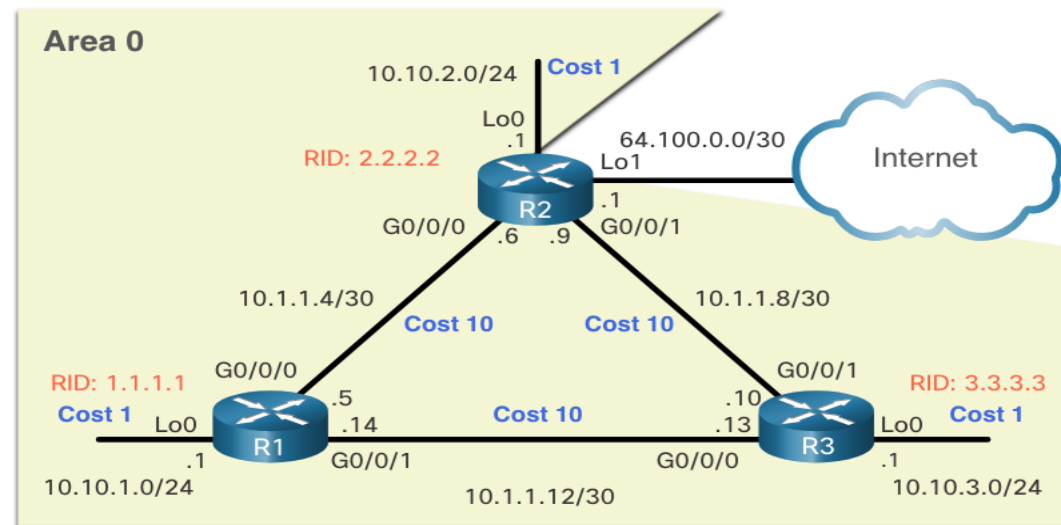 Area 0
10.10.2.0/24
Cost 1
Lo0
.1
64.100.0.0/30
Internet
RID: 2.2.2.2
Lo1
.1
R2
G0/0/0
.6
.9
G0/0/1
10.1.1.4/30
10.1.1.8/30
Cost 10
Cost 10
RID: 1.1.1.1
G0/0/0
G0/0/1
RID: 3.3.3.3
Cost 1
.5
Cost 10
.10
Cost 1
Lo0
.14
.13
Lo0
R1
R3
.1
G0/0/1
G0/0/0
.1
10.10.1.0/24
10.1.1.12/30
10.10.3.0/24